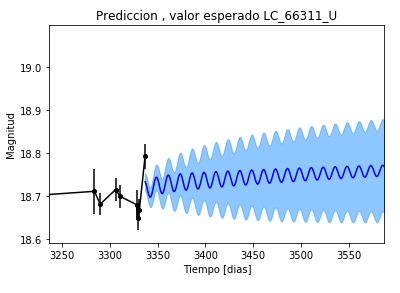 Prediccion , valor esperado LC_66311_U
Magnitud
19.0
18.9
18.8
18.7
18.6
3250 3300 3350 3400 3450 3500 3550
Tiempo [dias]